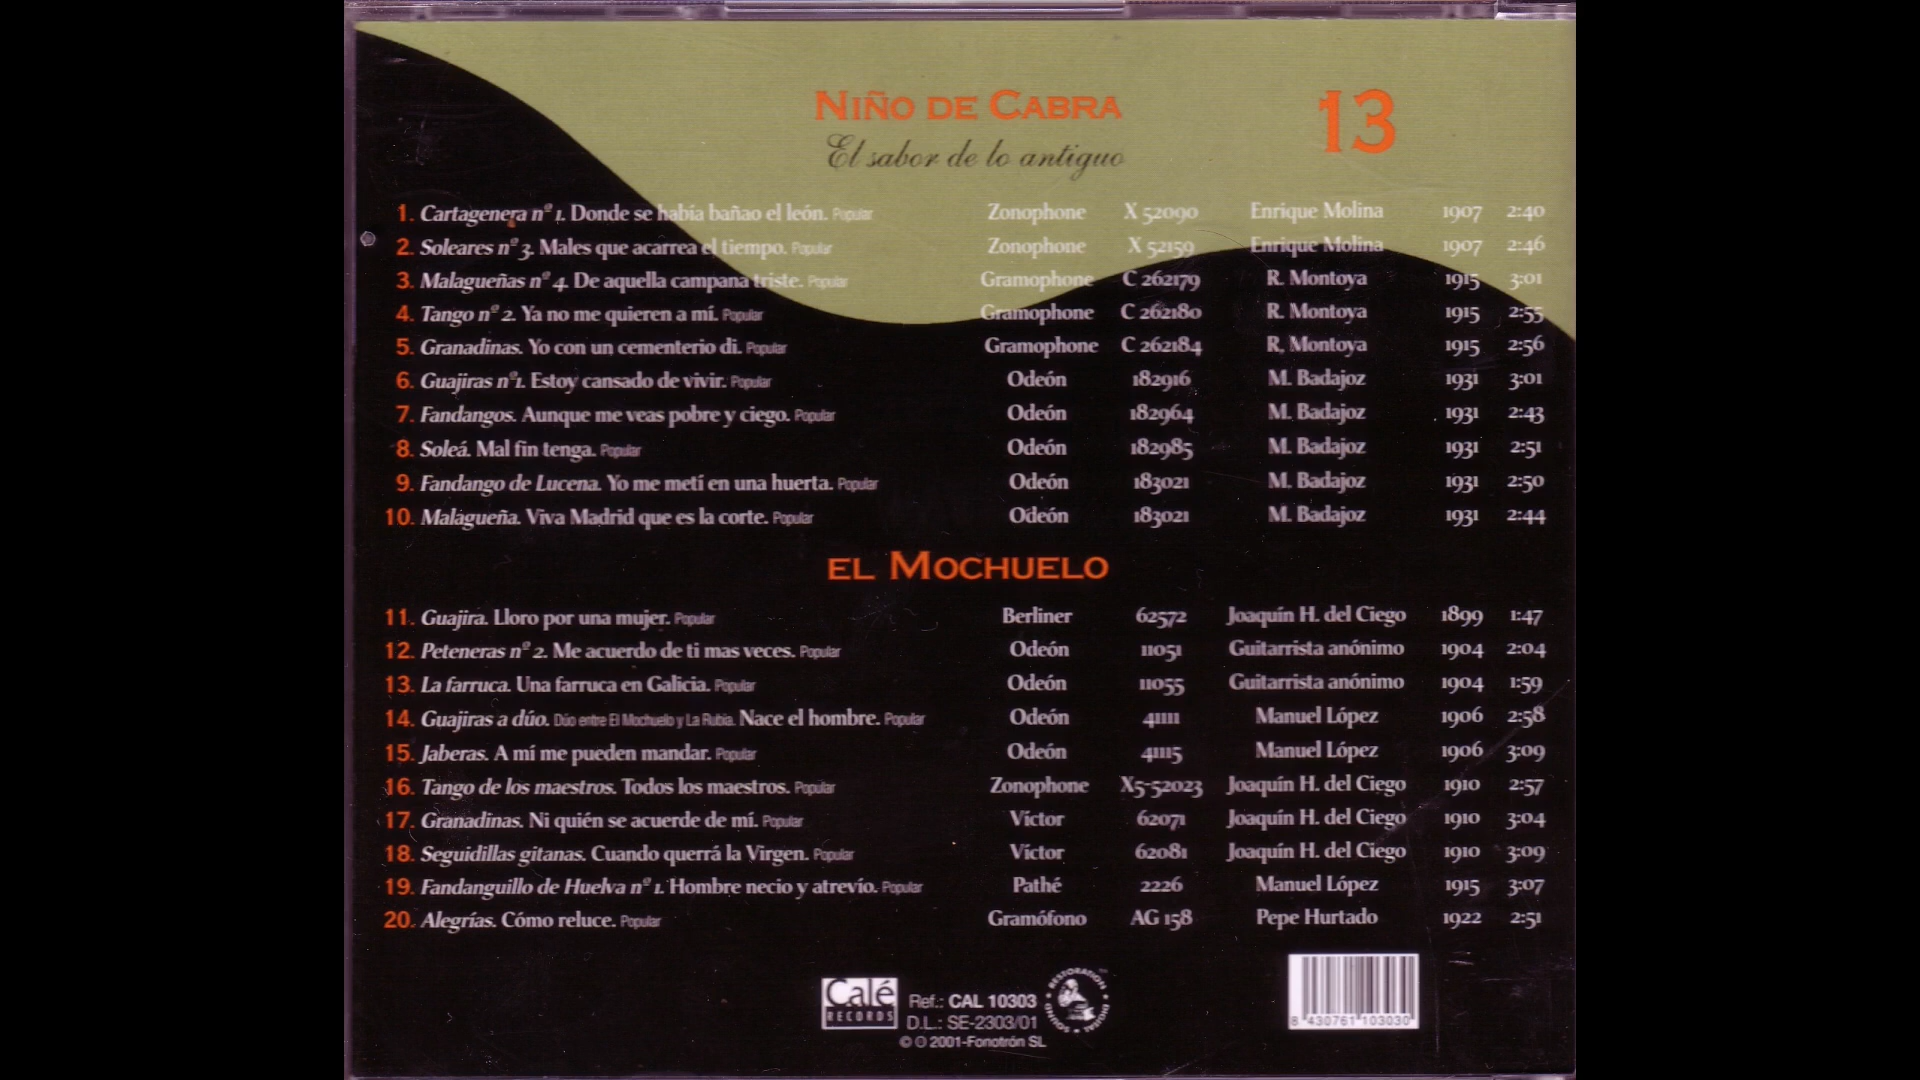 NIÑO DE CABRA 13
El sabor de lo antiguo
1. Cartagenera nº 1. Donde se había bañao el león. Popular Zonophone X 52090 Enrique Molina 1907 2:40
2. Soleares nº 3. Males que acarrea el tiempo. Popular Zonophone X 52159 Enrique Molina 1907 2:46
3. Malagueñas nº 4. De aquella campana triste. Popular Gramophone C 262179 R. Montoya 1915 3:01
4. Tango nº 2. Ya no me quieren a mí. Popular Gramophone C 262180 R. Montoya 1915 2:55
5. Granadinas. Yo con un cementerio di. Popular Gramophone C 262184 R. Montoya 1915 2:56
6. Guajiras nº1. Estoy cansado de vivir. Popular Odeón 182916 M. Badajoz 1931 3:01
7. Fandangos. Aunque me veas pobre y ciego. Popular Odeón 182964 M. Badajoz 1931 2:43
8. Soleá. Mal fin tenga. Popular Odeón 182985 M. Badajoz 1931 2:51
9. Fandango de Lucena. Yo me metí en una huerta. Popular Odeón 183021 M. Badajoz 1931 2:50
10. Malagueña. Viva Madrid que es la corte. Popular Odeón 183021 M. Badajoz 1931 2:44
EL MOCHUELO
11. Guajira. Lloro por una mujer. Popular Berliner 62572 Joaquín H. del Ciego 1899 1:47
12. Peteneras nº 2. Me acuerdo de ti mas veces. Popular Odeón 11051 Guitarrista anónimo 1904 2:04
13. La farruca. Una farruca en Galicia. Popular Odeón 11055 Guitarrista anónimo 1904 1:59
14. Guajiras a dúo. Dúo entre El Mochuelo y La Rubia. Nace el hombre. Popular Odeón 41111 Manuel López 1906 2:58
15. Jaberas. A mí me pueden mandar. Popular Odeón 41115 Manuel López 1906 3:09
16. Tango de los maestros. Todos los maestros. Popular Zonophone X5-52023 Joaquín H. del Ciego 1910 2:57
17. Granadinas. Ni quién se acuerde de mí. Popular Víctor 62071 Joaquín H. del Ciego 1910 3:04
18. Seguidillas gitanas. Cuando querrá la Virgen. Popular Víctor 62081 Joaquín H. del Ciego 1910 3:09
19. Fandanguillo de Huelva nº 1. Hombre necio y atrevío. Popular Pathé 2226 Manuel López 1915 3:07
20. Alegrías. Cómo reluce. Popular Gramófono AG 158 Pepe Hurtado 1922 2:51
Calé RECORDS
Ref.: CAL 10303
D.L.: SE-2303/01
© ℗ 2001-Fonotrón SL
RESTORATION DIGITAL SOUND
8 430761 103030